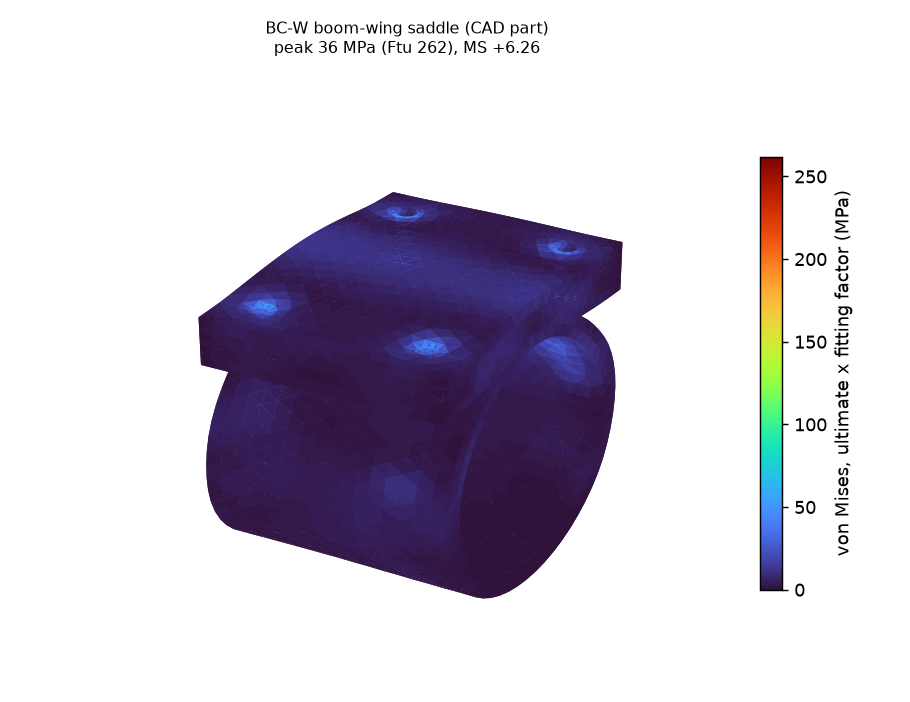 BC-W boom-wing saddle (CAD part)
peak 36 MPa (Ftu 262), MS +6.26
250
200
150
100
50
0
von Mises, ultimate x fitting factor (MPa)